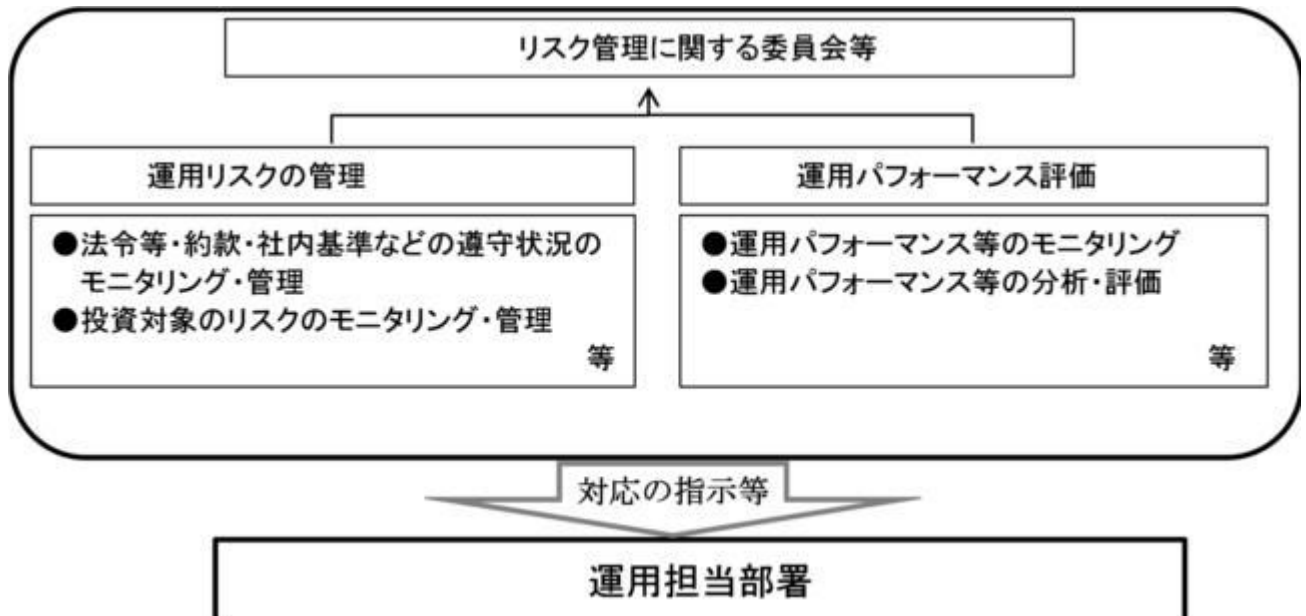 リスク管理に関する委員会等
運用リスクの管理
●法令等・約款・社内基準などの遵守状況の
モニタリング・管理
●投資対象のリスクのモニタリング・管理
等
運用パフォーマンス評価
●運用パフォーマンス等のモニタリング
●運用パフォーマンス等の分析・評価
等
対応の指示等
運用担当部署